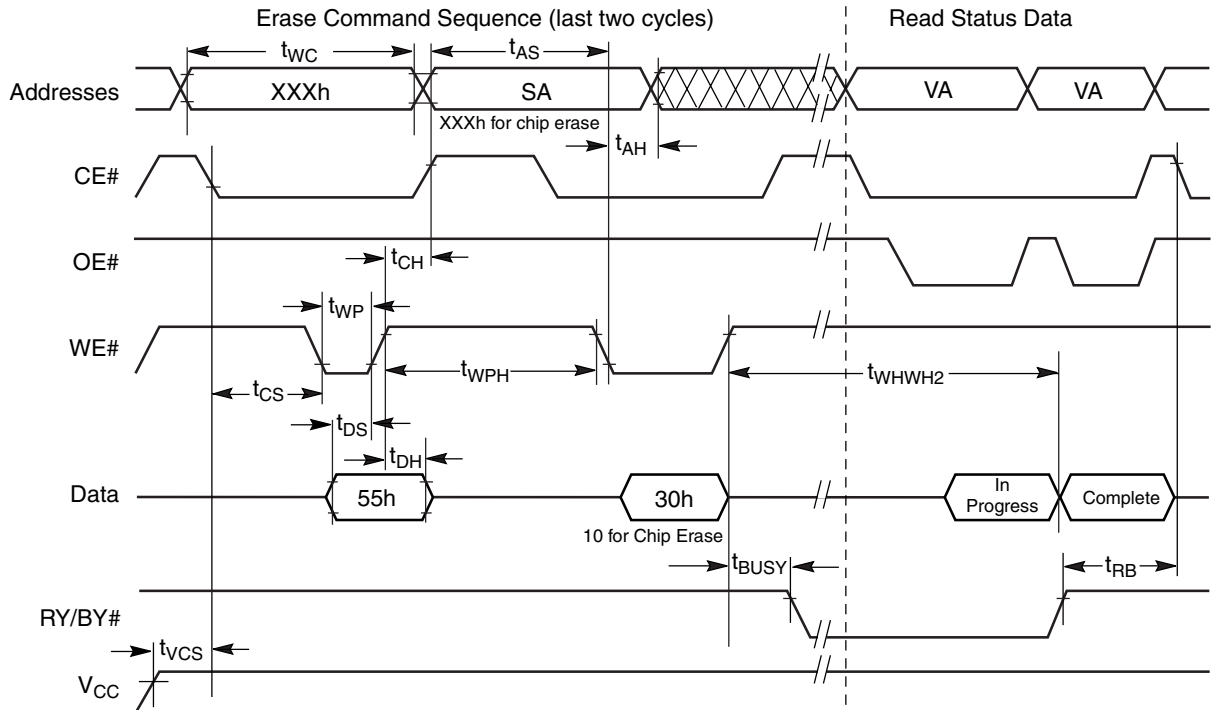 Erase Command Sequence (last two cycles) Read Status Data
tWC tAS
Addresses XXXh SA VA VA
XXXh for chip erase
tAH
CE#
OE#
tCH
tWP
WE#
tWPH tWHWH2
tCS
tDS
tDH
Data 55h 30h In Progress Complete
10 for Chip Erase
tBUSY tRB
RY/BY#
tVCS
VCC